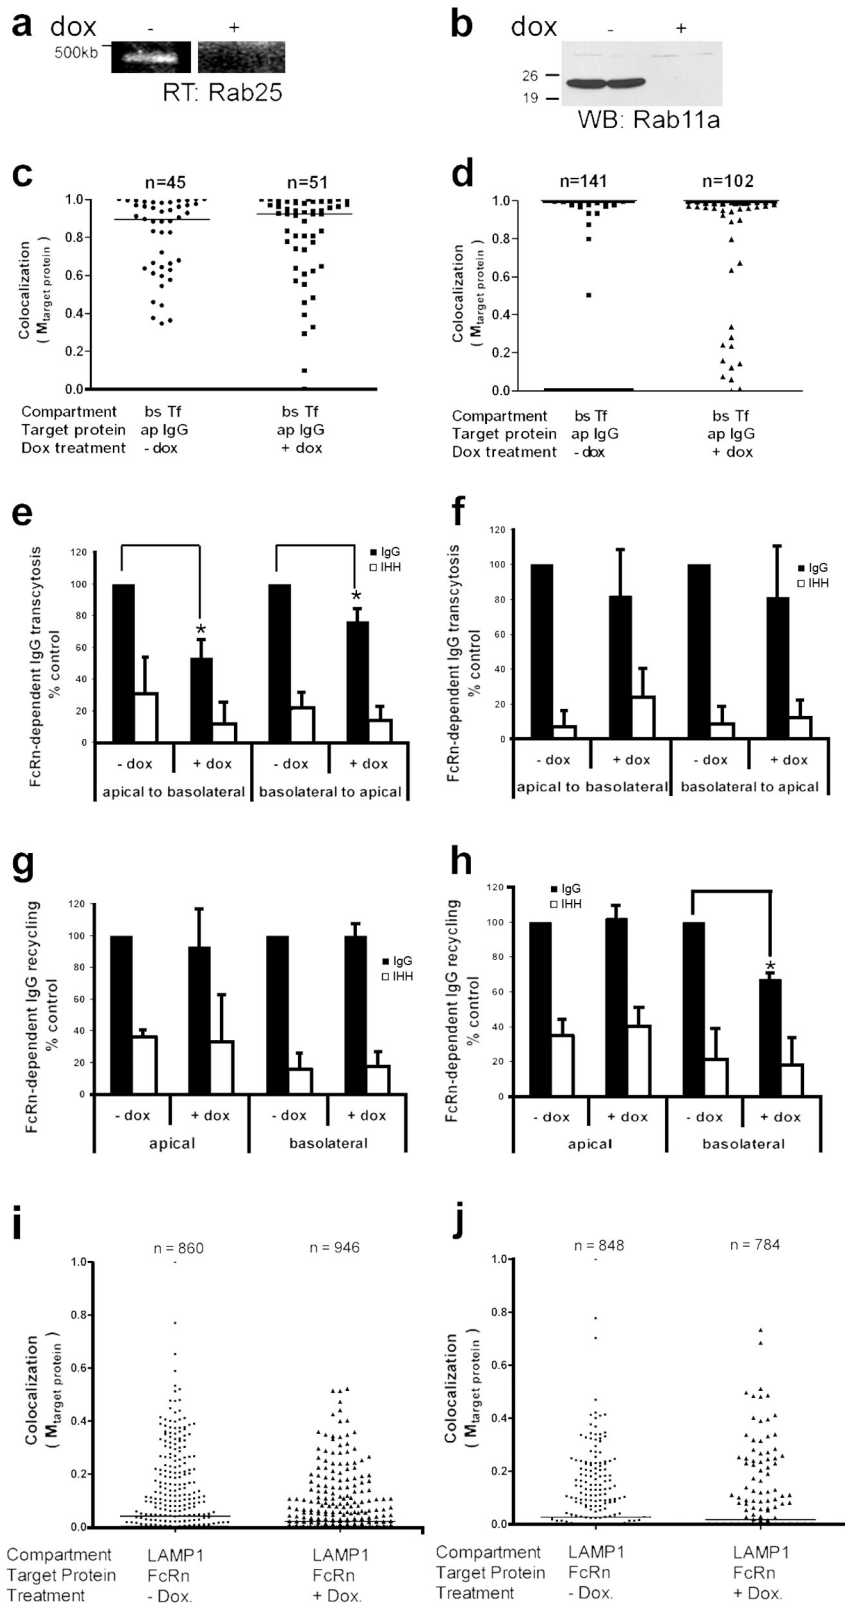 a
dox - +
500kb
RT: Rab25
b
dox - +
26
19
WB: Rab11a
c
n=45 n=51
1.0
0.8
0.6
0.4
0.2
0.0
Colocalization
( M target protein )
Compartment bs Tf bs Tf
Target protein ap IgG ap IgG
Dox treatment - dox + dox
d
n=141 n=102
1.0
0.8
0.6
0.4
0.2
0.0
Colocalization
( M target protein )
Compartment bs Tf bs Tf
Target protein ap IgG ap IgG
Dox treatment - dox + dox
e
FcRn-dependent IgG transcytosis
% control
120
100
80
60
40
20
0
IgG
IHH
* *
- dox + dox - dox + dox
apical to basolateral basolateral to apical
f
FcRn-dependent IgG transcytosis
% control
120
100
80
60
40
20
0
IgG
IHH
- dox + dox - dox + dox
apical to basolateral basolateral to apical
g
FcRn-dependent IgG recycling
% control
120
100
80
60
40
20
0
IgG
IHH
- dox + dox - dox + dox
apical basolateral
h
FcRn-dependent IgG recycling
% control
120
100
80
60
40
20
0
IgG
IHH
*
- dox + dox - dox + dox
apical basolateral
i
n = 860 n = 946
1.0
0.8
0.6
0.4
0.2
0.0
Colocalization
( M target protein )
Compartment LAMP1 LAMP1
Target Protein FcRn FcRn
Treatment - Dox. + Dox.
j
n = 848 n = 784
1.0
0.8
0.6
0.4
0.2
0.0
Colocalization
( M target protein )
Compartment LAMP1 LAMP1
Target Protein FcRn FcRn
Treatment - Dox. + Dox.